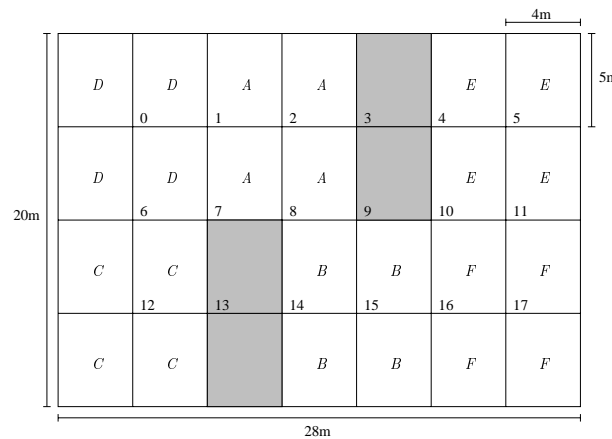 4m
D D A A E E
5m
0 1 2 3 4 5
D D A A E E
20m
6 7 8 9 10 11
C C B B F F
12 13 14 15 16 17
C C B B F F
28m